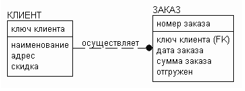 КЛИЕНТ
ключ клиента
наименование
адрес
скидка
осуществляет
ЗАКАЗ
номер заказа
ключ клиента (FK)
дата заказа
сумма заказа
отгружен